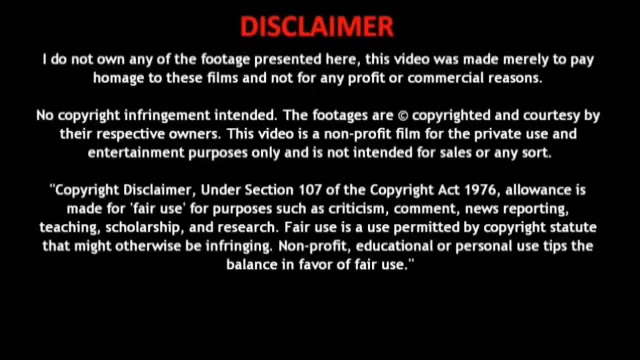 DISCLAIMER
I do not own any of the footage presented here, this video was made merely to pay
homage to these films and not for any profit or commercial reasons.
No copyright infringement intended. The footages are © copyrighted and courtesy by
their respective owners. This video is a non-profit film for the private use and
entertainment purposes only and is not intended for sales or any sort.
"Copyright Disclaimer, Under Section 107 of the Copyright Act 1976, allowance is
made for 'fair use' for purposes such as criticism, comment, news reporting,
teaching, scholarship, and research. Fair use is a use permitted by copyright statute
that might otherwise be infringing. Non-profit, educational or personal use tips the
balance in favor of fair use."